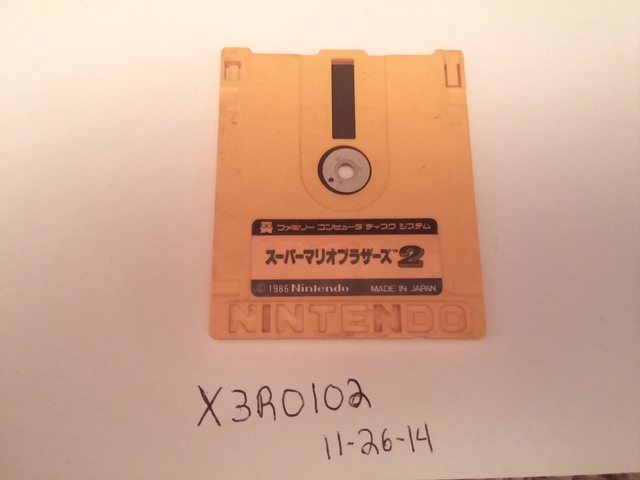 ファミリー コンピュータ ディスク システム
スーパーマリオブラザーズ™2
©1986 Nintendo MADE IN JAPAN
NINTENDO
X3R0102
11-26-14